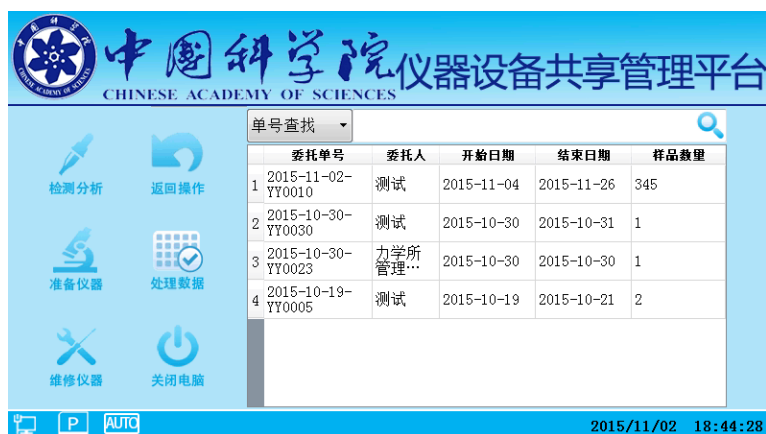 中国科学院仪器设备共享管理平台
CHINESE ACADEMY OF SCIENCES
单号查找
委托单号 委托人 开始日期 结束日期 样品数量
1 2015-11-02-YY0010 测试 2015-11-04 2015-11-26 345
2 2015-10-30-YY0030 测试 2015-10-30 2015-10-31 1
3 2015-10-30-YY0023 力学所管理… 2015-10-30 2015-10-30 1
4 2015-10-19-YY0005 测试 2015-10-19 2015-10-21 2
检测分析 返回操作
准备仪器 处理数据
维修仪器 关闭电脑
P AUTO 2015/11/02 18:44:28